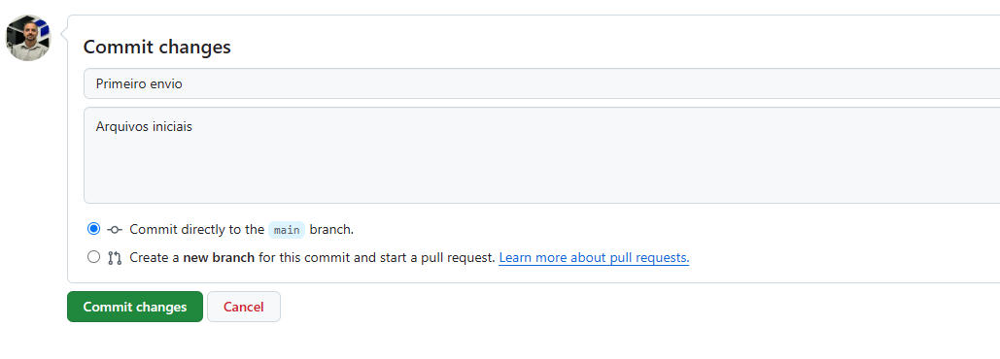 Commit changes
Primeiro envio
Arquivos iniciais
Commit directly to the main branch.
Create a new branch for this commit and start a pull request. Learn more about pull requests.
Commit changes Cancel